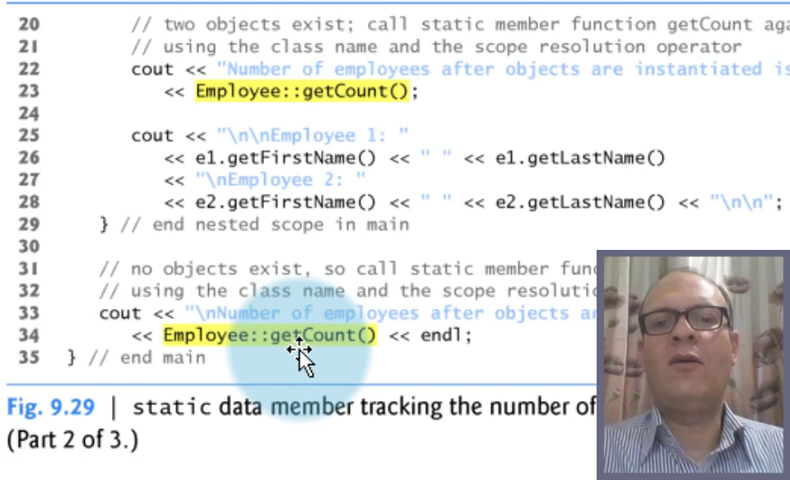 20 // two objects exist; call static member function getCount aga
21 // using the class name and the scope resolution operator
22 cout << "Number of employees after objects are instantiated is
23 << Employee::getCount();
24
25 cout << "\n\nEmployee 1: "
26 << e1.getFirstName() << " " << e1.getLastName()
27 << "\nEmployee 2: "
28 << e2.getFirstName() << " " << e2.getLastName() << "\n\n";
29 } // end nested scope in main
30
31 // no objects exist, so call static member func
32 // using the class name and the scope resolutio
33 cout << "\nNumber of employees after objects ar
34 << Employee::getCount() << endl;
35 } // end main
Fig. 9.29 | static data member tracking the number of
(Part 2 of 3.)